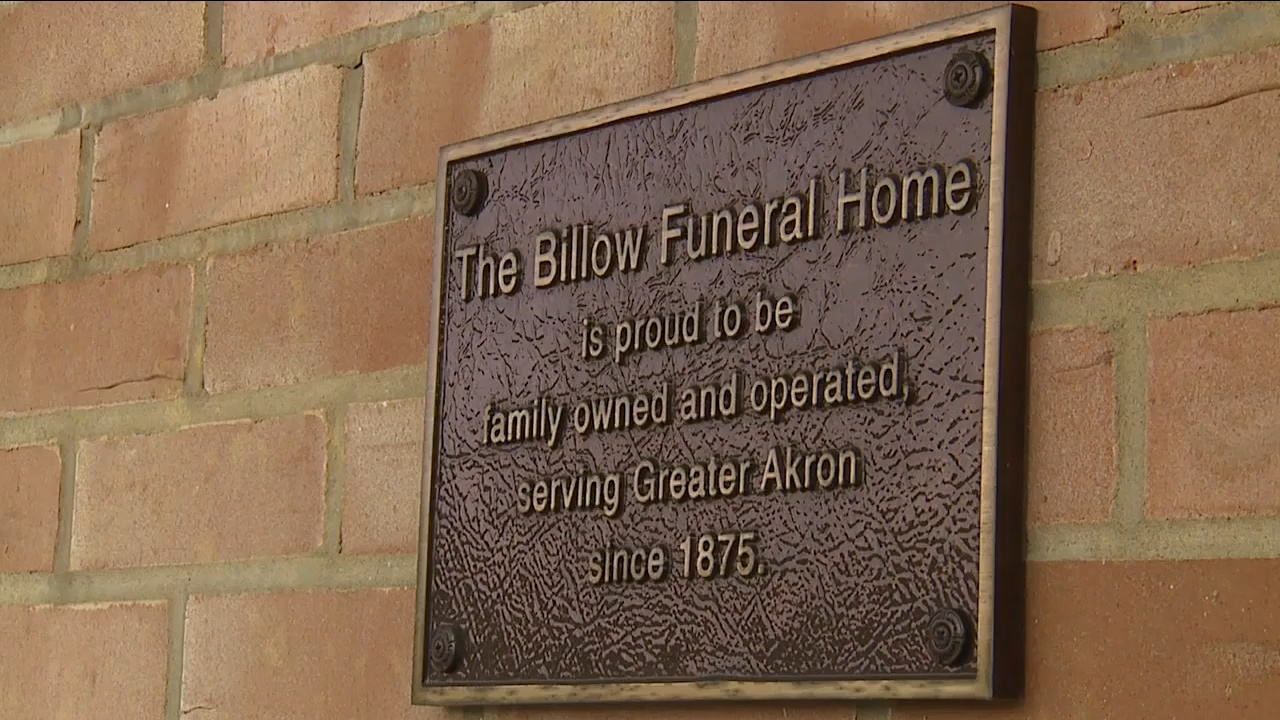 The Billow Funeral Home
is proud to be
family owned and operated,
serving Greater Akron
since 1875.